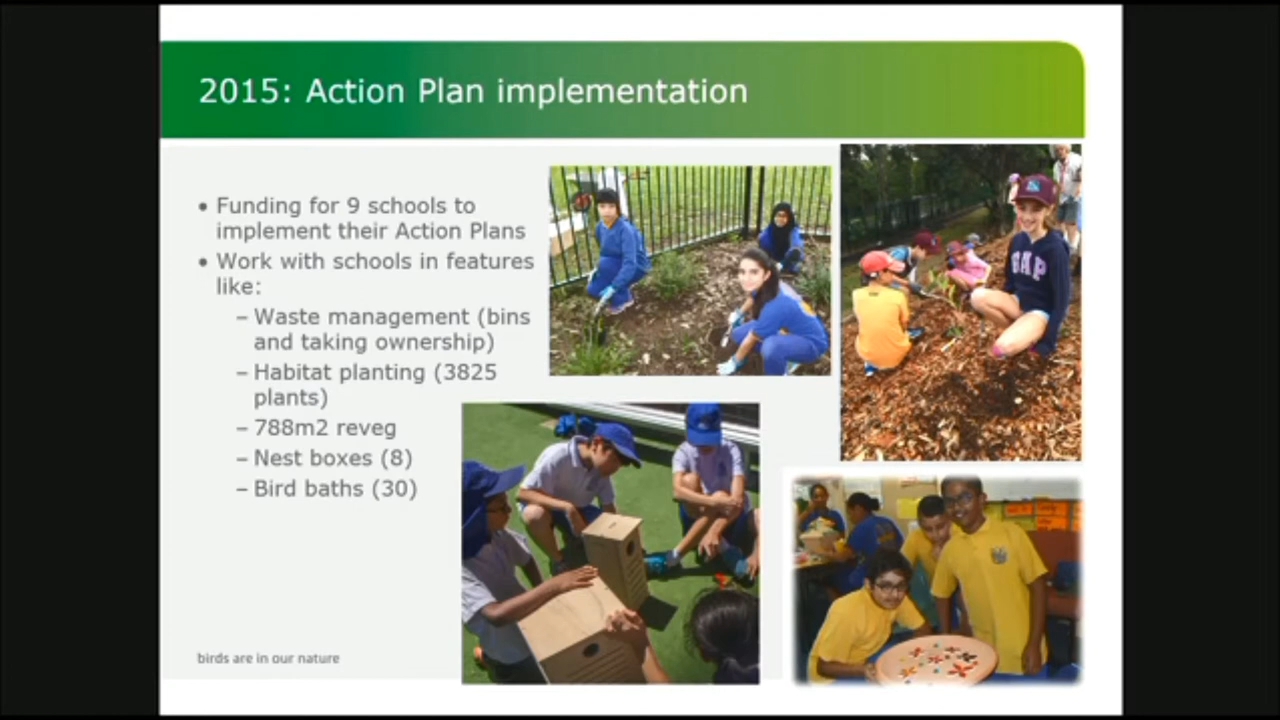 2015: Action Plan implementation
• Funding for 9 schools to
implement their Action Plans
• Work with schools in features
like:
– Waste management (bins
and taking ownership)
– Habitat planting (3825
plants)
– 788m2 reveg
– Nest boxes (8)
– Bird baths (30)
GAP
birds are in our nature